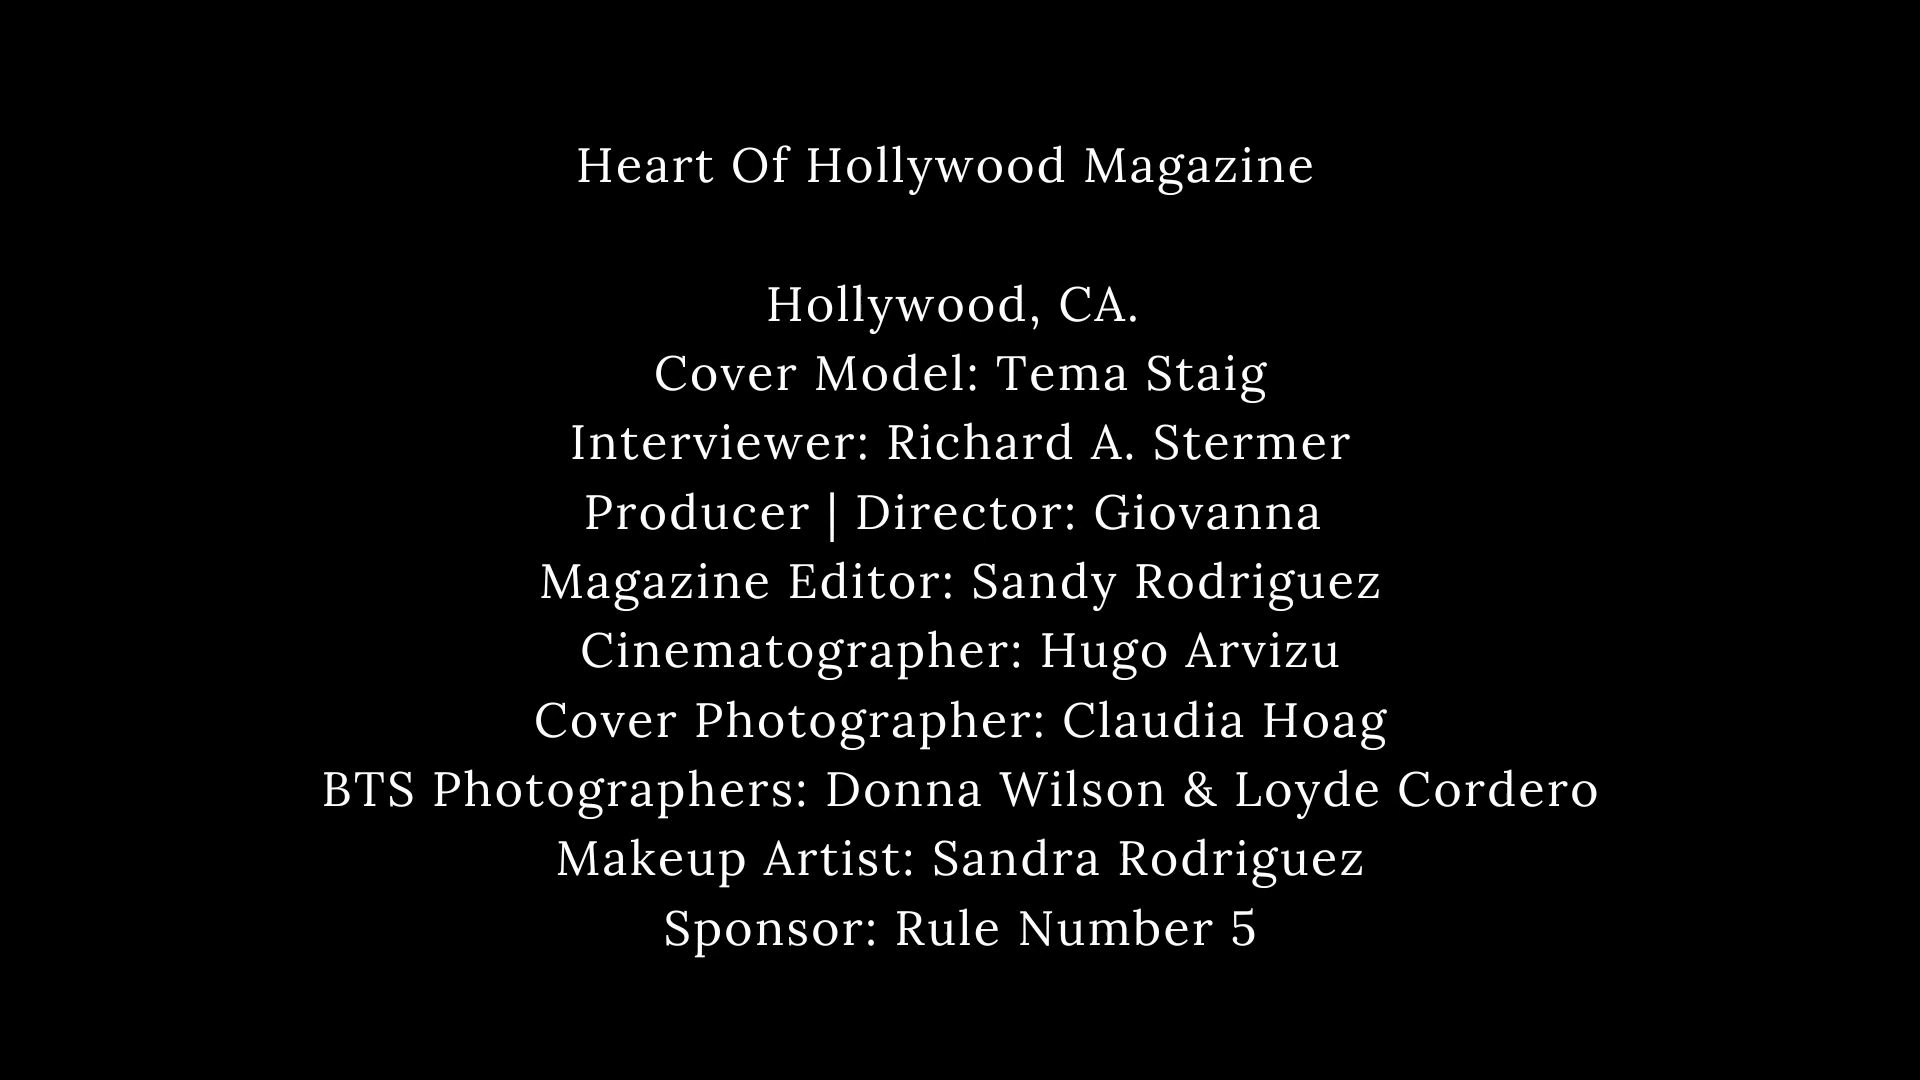 Heart Of Hollywood Magazine
Hollywood, CA.
Cover Model: Tema Staig
Interviewer: Richard A. Stermer
Producer | Director: Giovanna
Magazine Editor: Sandy Rodriguez
Cinematographer: Hugo Arvizu
Cover Photographer: Claudia Hoag
BTS Photographers: Donna Wilson & Loyde Cordero
Makeup Artist: Sandra Rodriguez
Sponsor: Rule Number 5